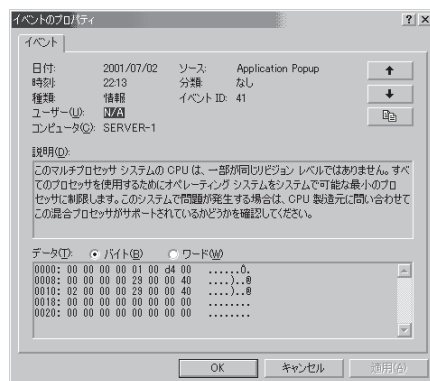 イベントのプロパティ
イベント
日付: 2001/07/02 ソース: Application Popup
時刻: 22:13 分類: なし
種類: 情報 イベント ID: 41
ユーザー(U): N/A
コンピュータ(C): SERVER-1
説明(D):
このマルチプロセッサ システムの CPU は、一部が同じリビジョン レベルではありません。すべ
てのプロセッサを使用するためにオペレーティング システムをシステムで可能な最小のプロ
セッサに制限します。このシステムで問題が発生する場合は、CPU 製造元に問い合わせて
この混合プロセッサがサポートされているかどうかを確認してください。
データ(T): バイト(B) ワード(W)
0000: 00 00 00 00 01 00 d4 00 ......Ô.
0008: 00 00 00 00 29 00 00 40 ....)..@
0010: 02 00 00 00 29 00 00 40 ....)..@
0018: 00 00 00 00 00 00 00 00 ........
0020: 00 00 00 00 00 00 00 00 ........
OK キャンセル 適用(A)